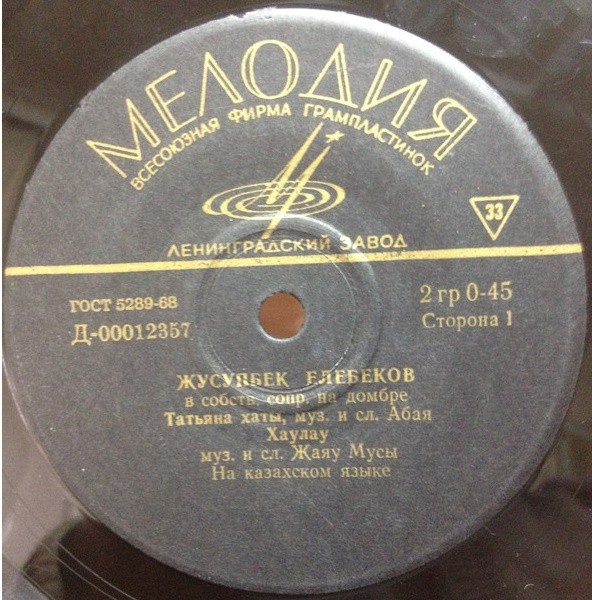 МЕЛОДИЯ
ВСЕСОЮЗНАЯ ФИРМА ГРАМПЛАСТИНОК
33
ЛЕНИНГРАДСКИЙ ЗАВОД
ГОСТ 5289-68
2 гр 0-45
Д-00012357
Сторона 1
ЖУСУПБЕК ЕЛЕБЕКОВ
в собств. сопр. на домбре
Татьяна хаты, муз. и сл. Абая
Хаулау
муз. и сл. Жаяу Мусы
На казахском языке